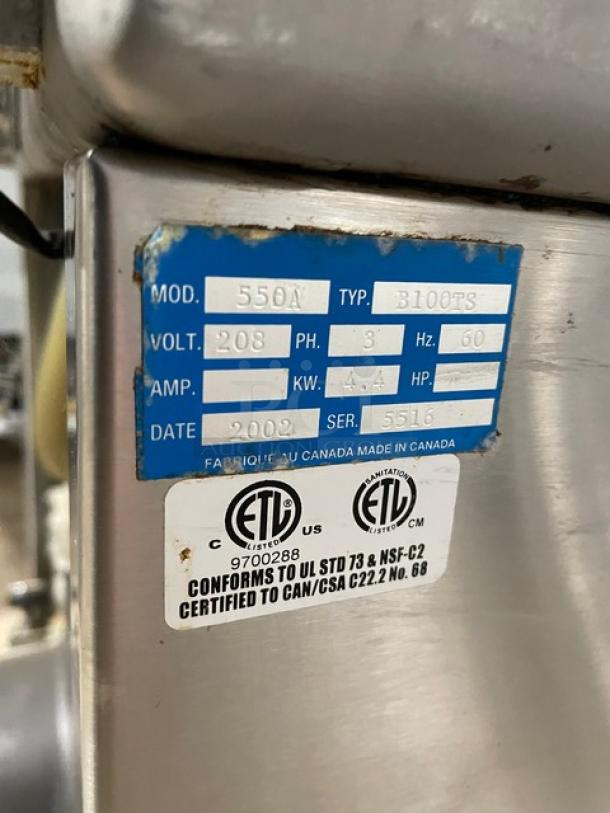 MOD. 550A TYP. B100TS
VOLT. 208 PH. 3 Hz. 60
AMP. KW. 4.4 HP.
DATE 2002 SER. 5516
FABRIQUE AU CANADA MADE IN CANADA
SANITATION
C ETL® US ETL CM
LISTED LISTED
9700288
CONFORMS TO UL STD 73 & NSF-C2
CERTIFIED TO CAN/CSA C22.2 No. 68